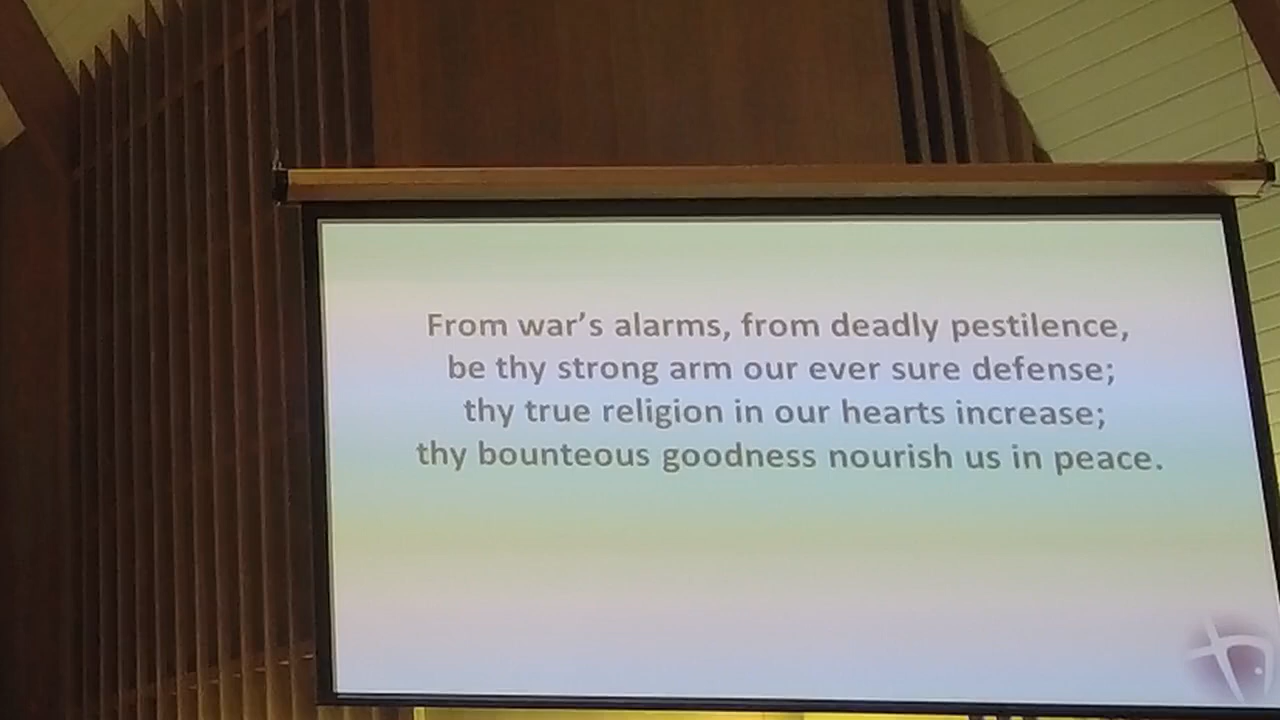 From war’s alarms, from deadly pestilence,
be thy strong arm our ever sure defense;
thy true religion in our hearts increase;
thy bounteous goodness nourish us in peace.